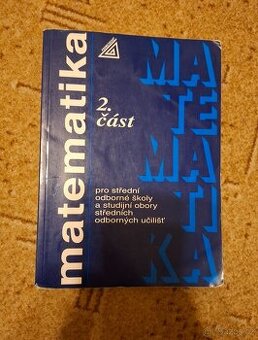 matematika
2.
část
MA
TE
MA
TI
KA
pro střední
odborné školy
a studijní obory
středních
odborných učilišť